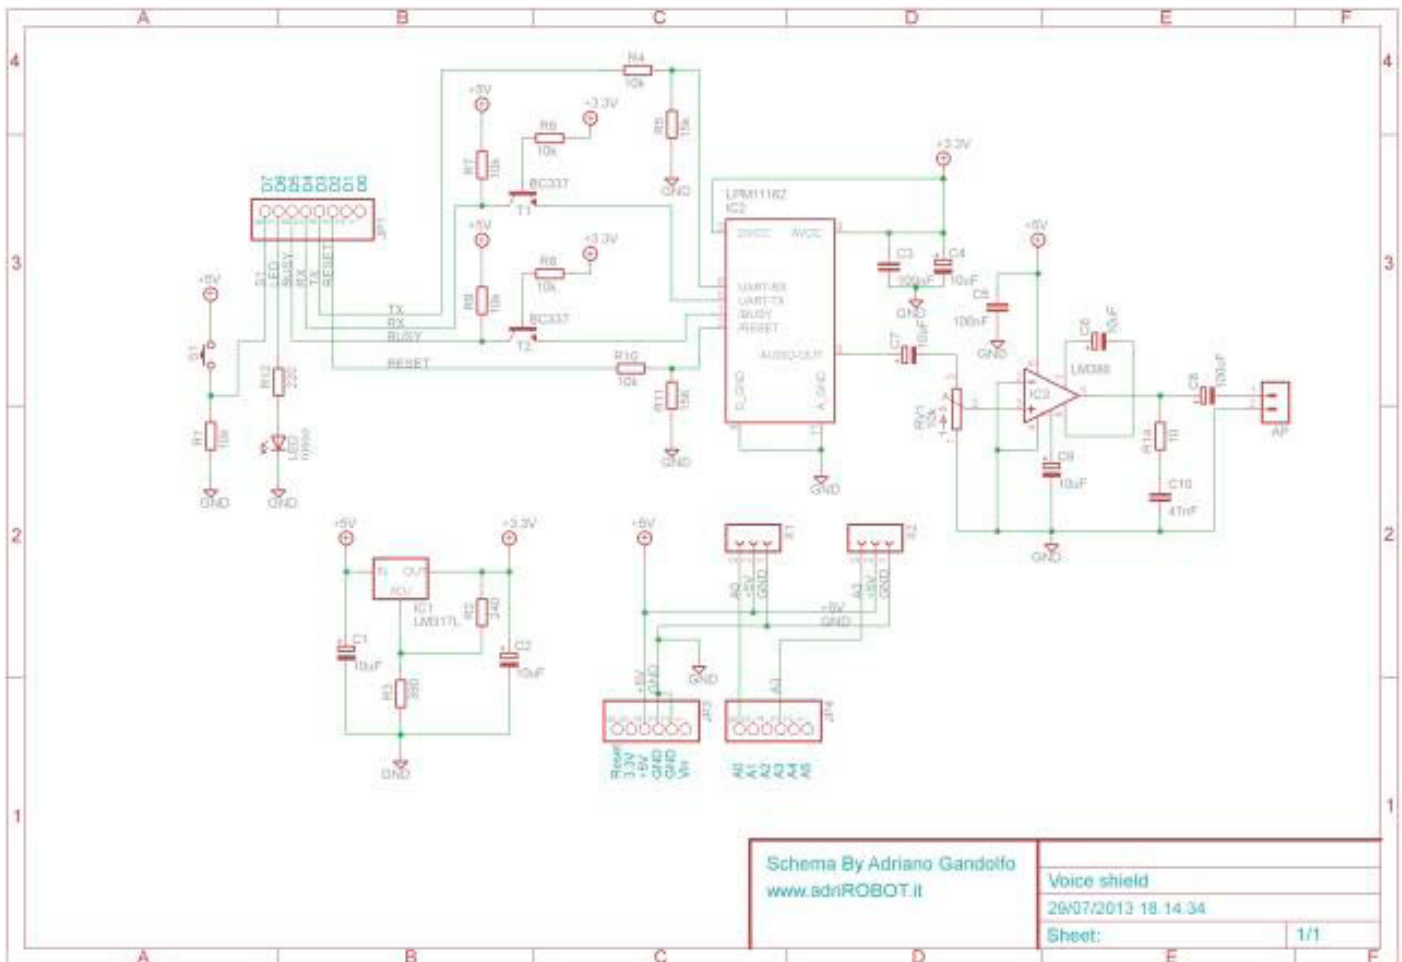 A B C D E F
4 4
R4
10k
+5V
+3.3V
R6
10k
R5
15k
R7
10k
GND
+3.3V
D7
D6
D5
D4
D3
D2
D1
D0
BC337
T1
LPM11162
IC2
JP1
DVCC AVCC
+5V
+3.3V
+5V
3 3
S1
LED
BUSY
RX
TX
RESET
R8
10k
C3
100nF
C4
10uF
+5V
R9
10k
UART-RX
UART-TX
BUSY
RESET
GND
C5
100nF
TX
RX
BUSY
BC337
T2
C6
10uF
S1
RESET
R10
10k
AUDIO-OUT
C7
10uF
GND
LM386
IC3
R12
220
R11
15K
D_GND
A_GND
RV1
10k
C8
100uF
AP
R1
10k
LED
GND
GND
GND
GND
C9
10uF
R14
10
C10
47nF
2 2
+5V
+3.3V
+5V
GND
IN OUT
ADJ
IC1
LM317L
R2
240
A0
+5V
GND
A3
+5V
GND
+5V
GND
C1
10uF
C2
10uF
R3
390
+5V
GND
GND
A3
JP3
JP4
GND
Reset
3.3V
+5V
GND
GND
Vin
A0
A1
A2
A3
A4
A5
1 1
Schema By Adriano Gandolfo
www.adriROBOT.it
Voice shield
29/07/2013 18.14.34
Sheet: 1/1
A B C D E F